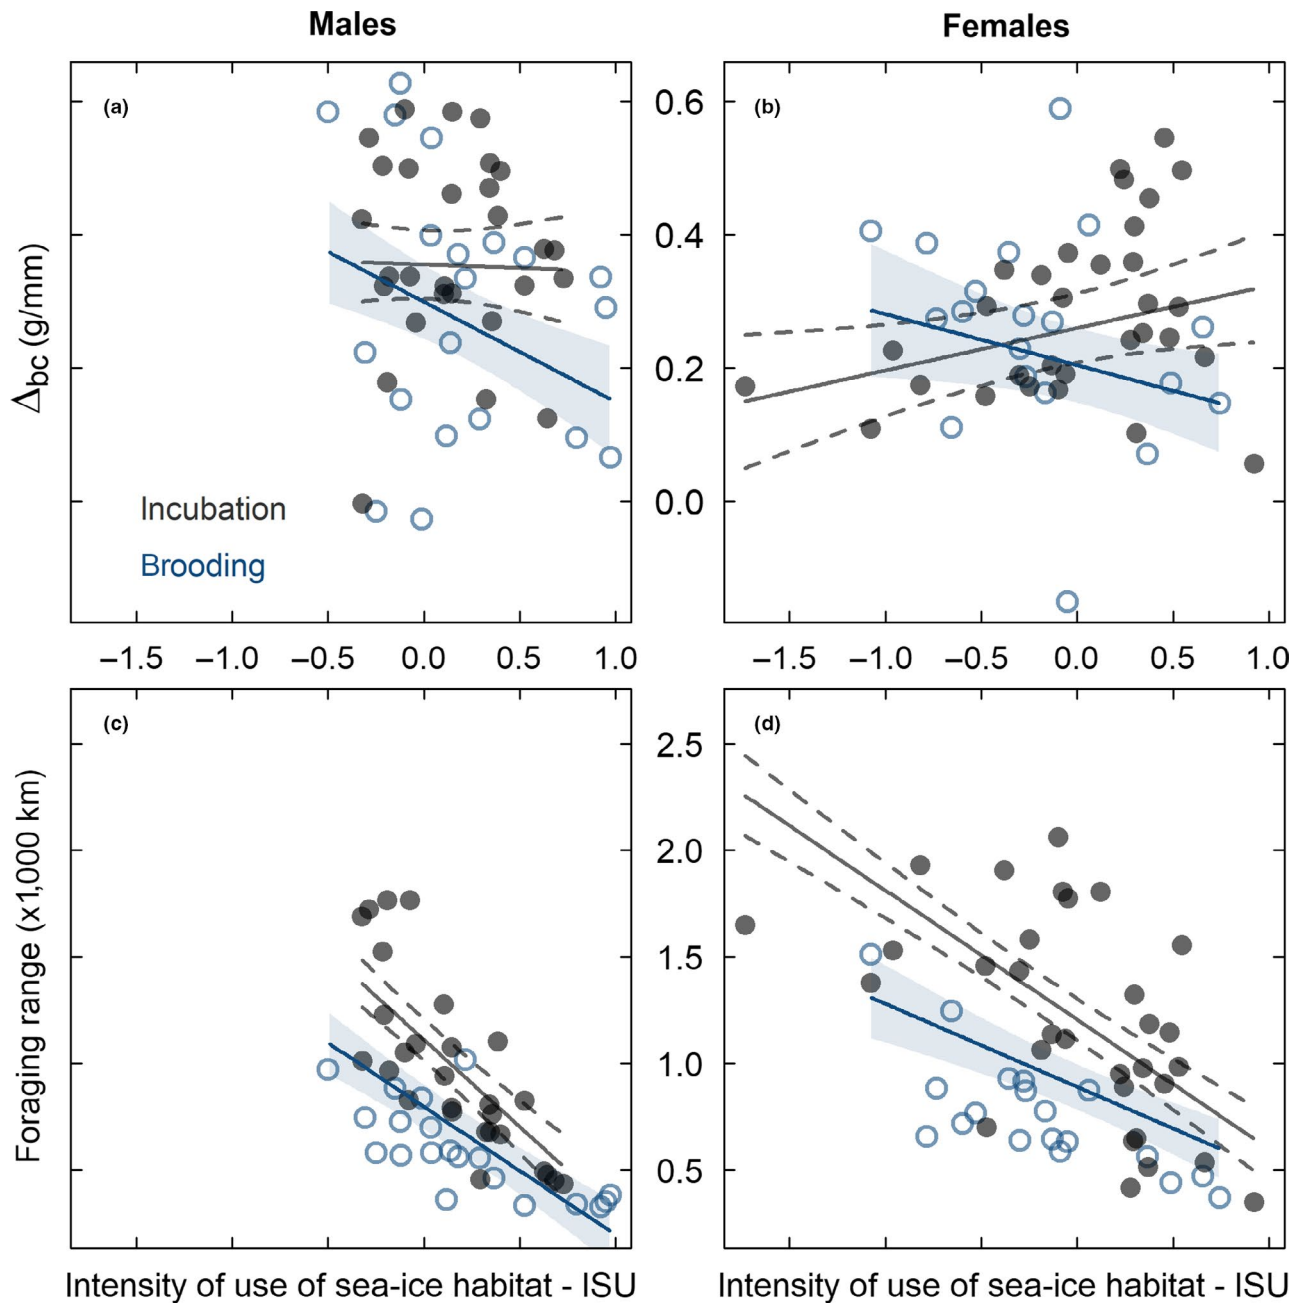 Males Females
(a) (b)
0.6
0.4
0.2
0.0
Δbc (g/mm)
Incubation
Brooding
−1.5 −1.0 −0.5 0.0 0.5 1.0 −1.5 −1.0 −0.5 0.0 0.5 1.0
(c) (d)
2.5
2.0
1.5
1.0
0.5
Foraging range (x1,000 km)
Intensity of use of sea-ice habitat - ISU Intensity of use of sea-ice habitat - ISU